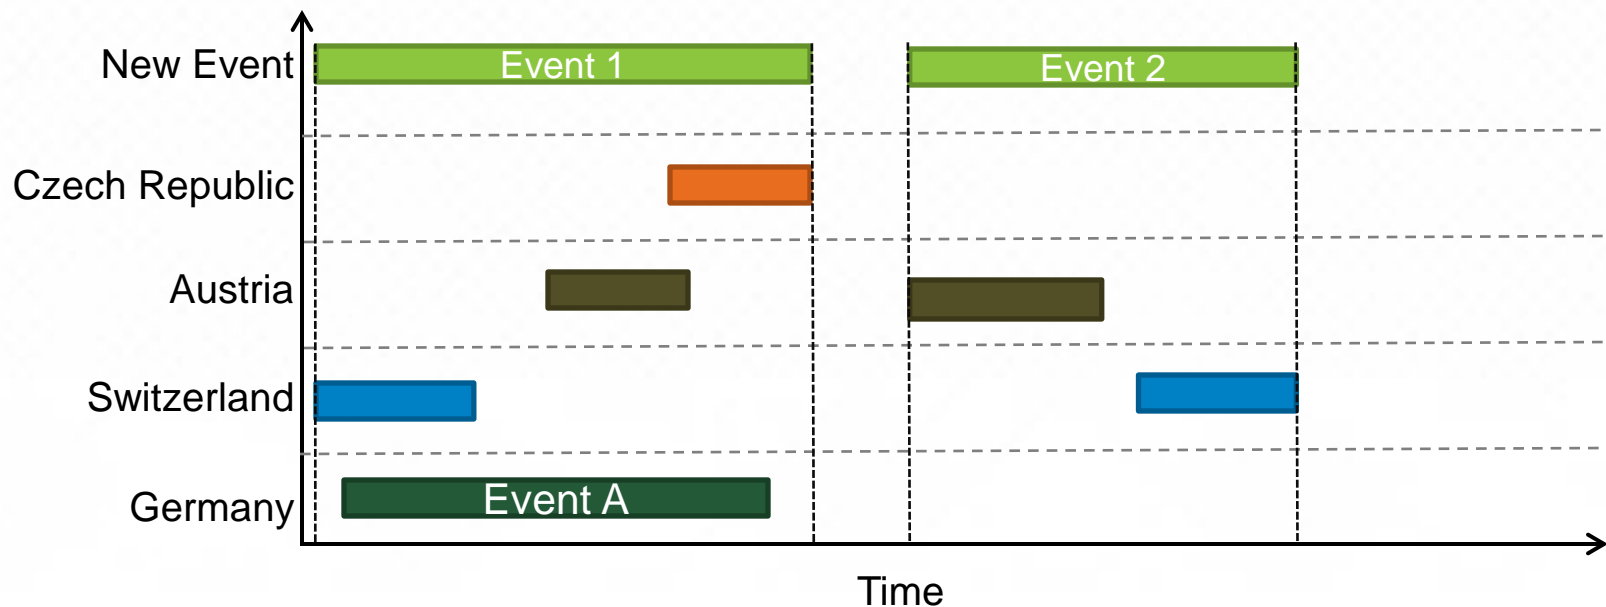 New Event
Event 1
Event 2
Czech Republic
Austria
Switzerland
Germany
Event A
Time